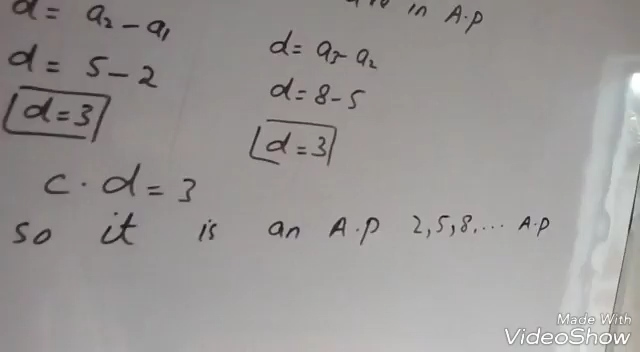 in A.p
d = a₂ - a₁
d = 5 - 2
d = 3
d = a₃ - a₂
d = 8 - 5
d = 3
c. d = 3
so it is an A.p 2,5,8,... A.p
Made With
VideoShow